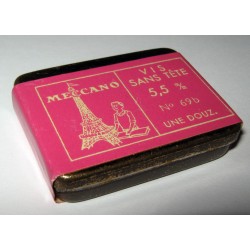 MECCANO
VIS
SANS TÊTE
5,5 m/m
No 69b
UNE DOUZ.